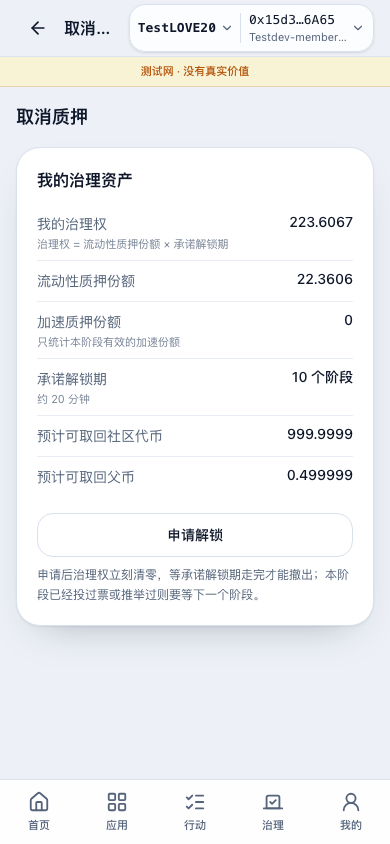 取消...
TestLOVE20
0x15d3…6A65
Testdev-member...
测试网 · 没有真实价值
取消质押
我的治理资产
我的治理权
223.6067
治理权 = 流动性质押份额 × 承诺解锁期
流动性质押份额
22.3606
加速质押份额
0
只统计本阶段有效的加速份额
承诺解锁期
10 个阶段
约 20 分钟
预计可取回社区代币
999.9999
预计可取回父币
0.499999
申请解锁
申请后治理权立刻清零，等承诺解锁期走完才能撤出；本阶
段已经投过票或推举过则要等下一个阶段。
首页
应用
行动
治理
我的